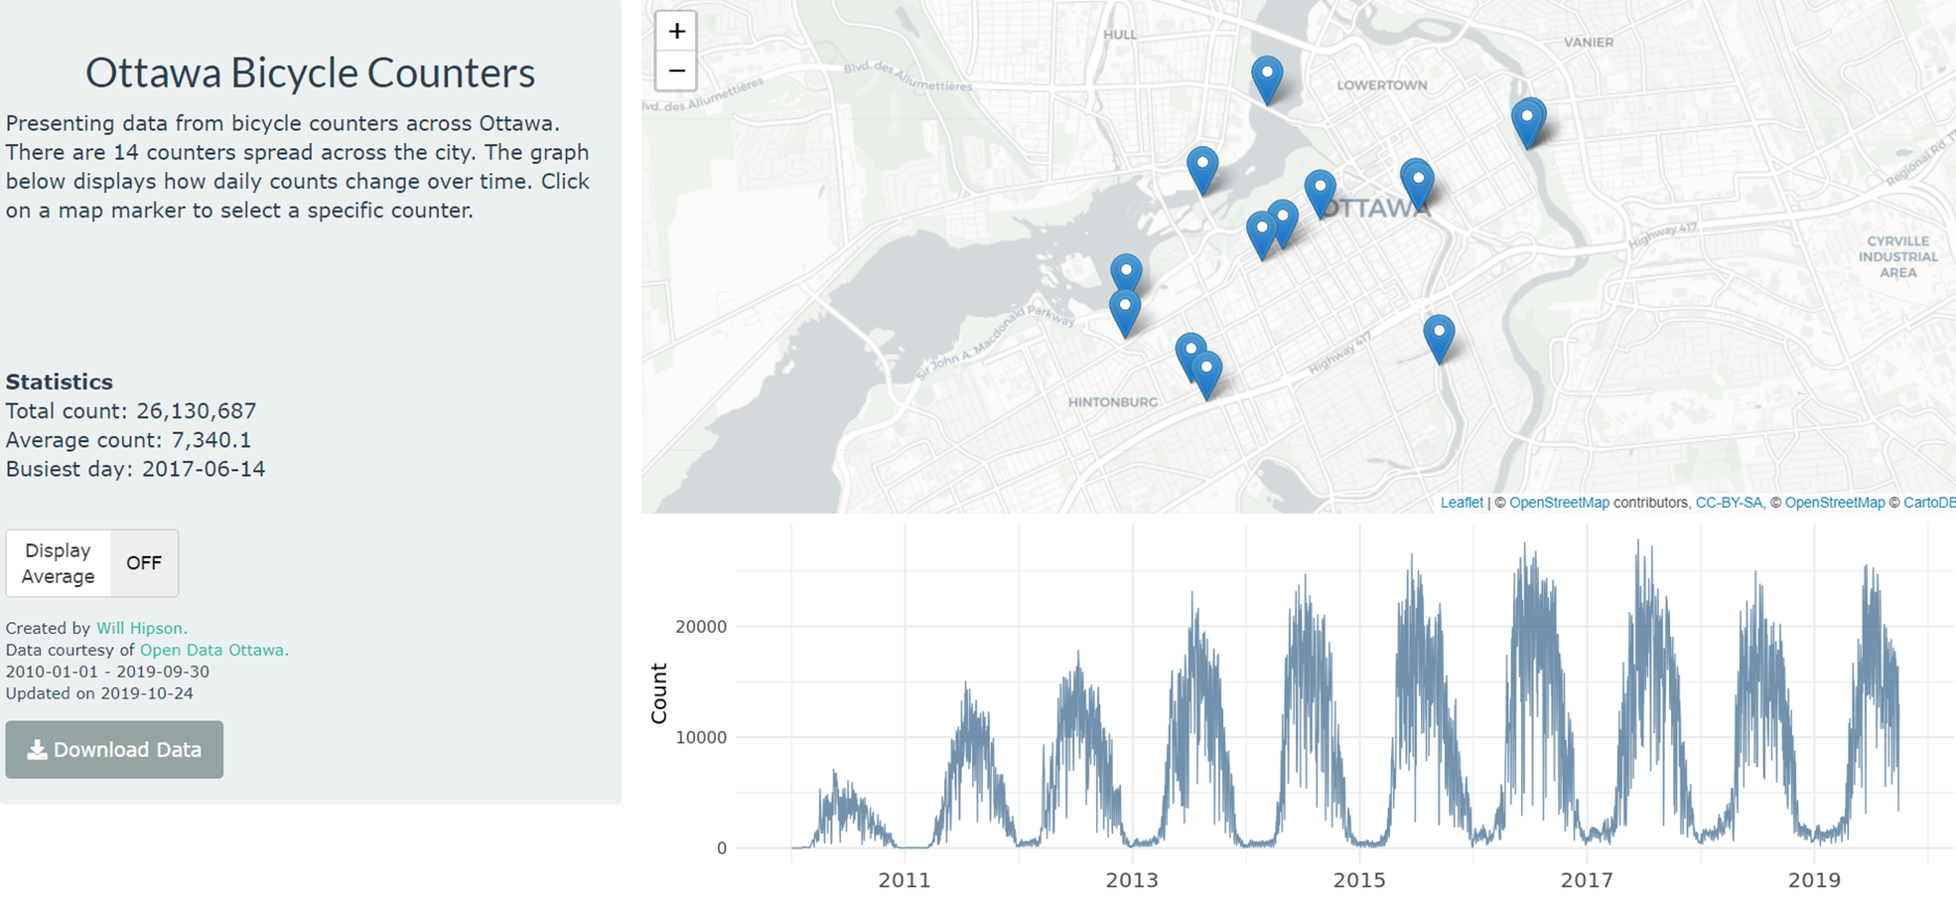 Ottawa Bicycle Counters
Presenting data from bicycle counters across Ottawa.
There are 14 counters spread across the city. The graph
below displays how daily counts change over time. Click
on a map marker to select a specific counter.
Statistics
Total count: 26,130,687
Average count: 7,340.1
Busiest day: 2017-06-14
Display
Average
OFF
Created by Will Hipson.
Data courtesy of Open Data Ottawa.
2010-01-01 - 2019-09-30
Updated on 2019-10-24
Download Data
+
−
HULL
VANIER
Blvd. des Allumettières
lvd. des Allumettières
LOWERTOWN
Regional Rd. 1
OTTAWA
Highway 417
CYRVILLE
INDUSTRIAL
AREA
Sir John A. Macdonald Parkway
Highway 417
HINTONBURG
Leaflet | © OpenStreetMap contributors, CC-BY-SA, © OpenStreetMap © CartoDB
Count
20000
10000
0
2011
2013
2015
2017
2019